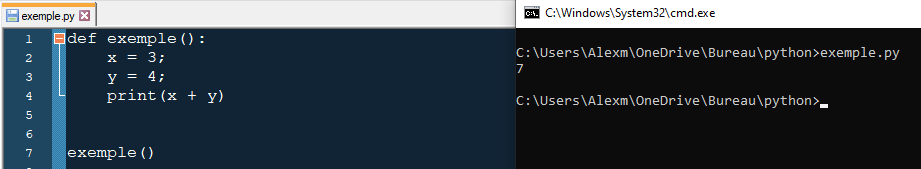 exemple.py
1 def exemple():
2     x = 3;
3     y = 4;
4     print(x + y)
5
6
7 exemple()
C:\Windows\System32\cmd.exe
C:\Users\Alexm\OneDrive\Bureau\python>exemple.py
7
C:\Users\Alexm\OneDrive\Bureau\python>